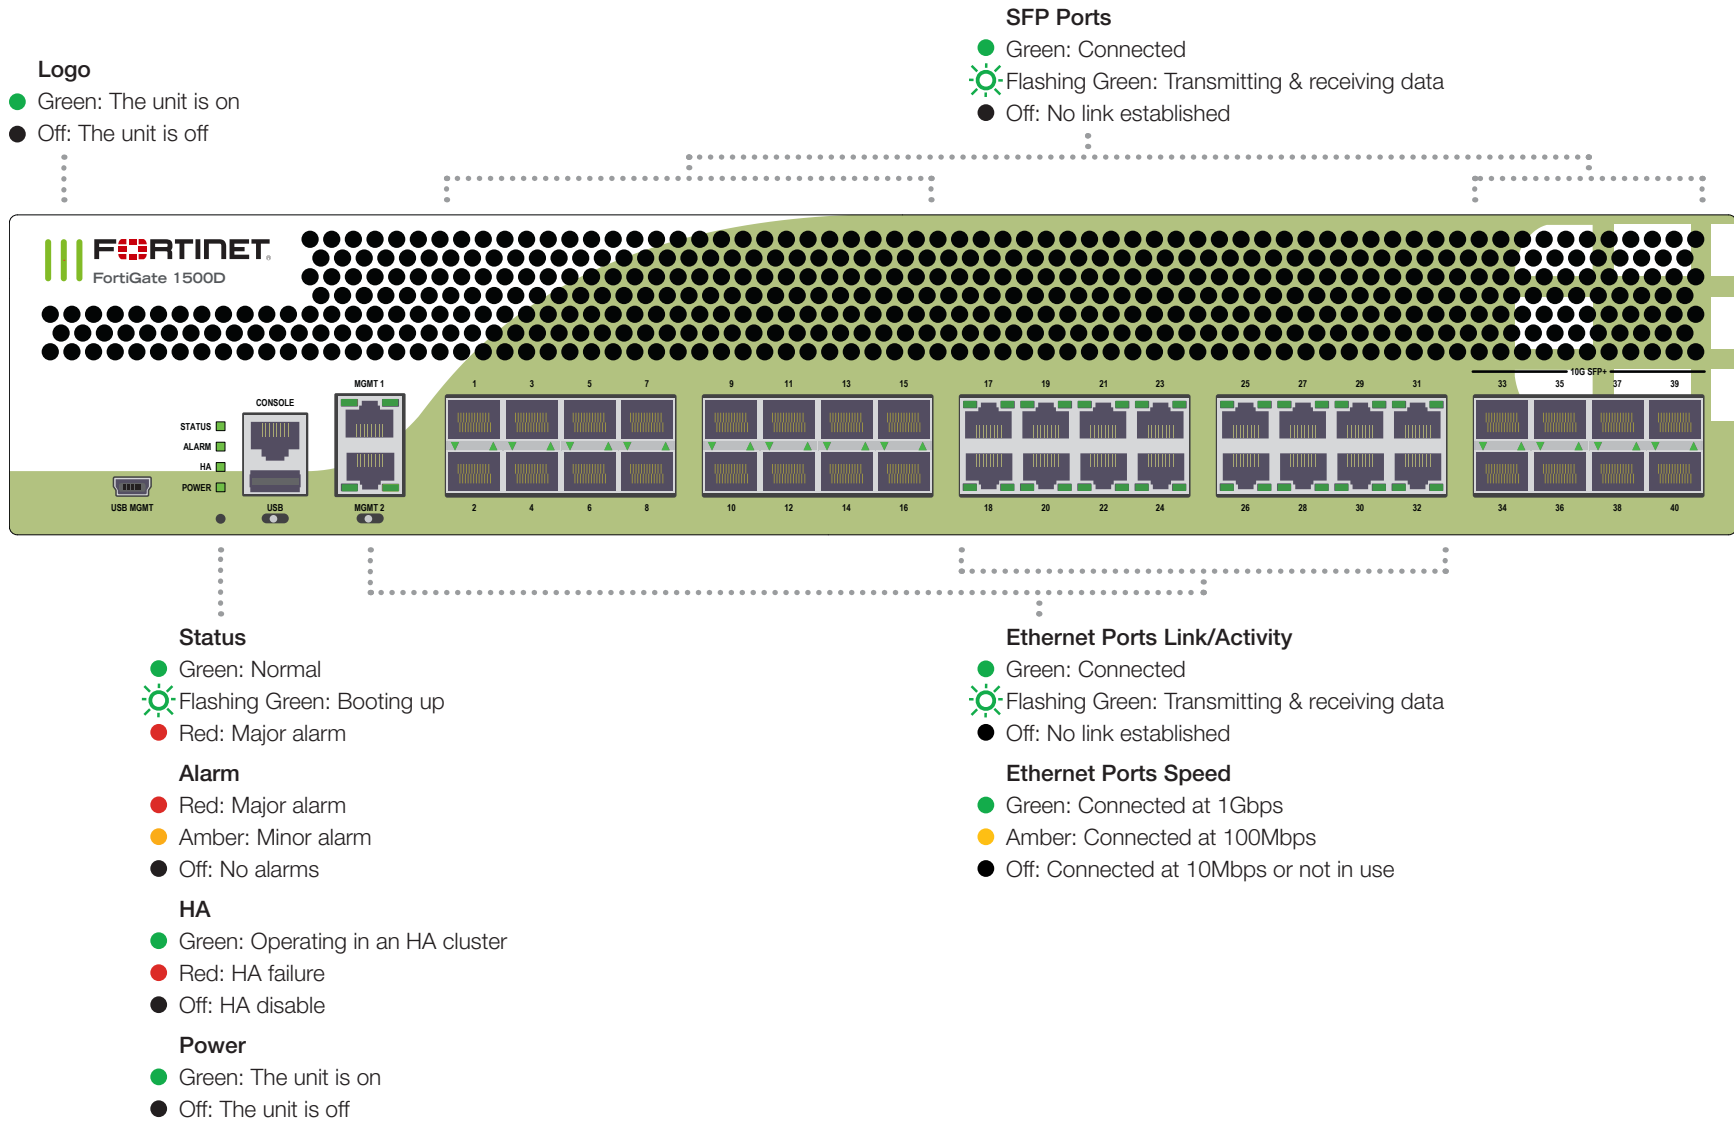 SFP Ports
Green: Connected
Flashing Green: Transmitting & receiving data
Off: No link established
Logo
Green: The unit is on
Off: The unit is off
FORTINET
FortiGate 1500D
10G SFP+
MGMT 1
1 3 5 7 9 11 13 15 17 19 21 23 25 27 29 31 33 35 37 39
CONSOLE
STATUS
ALARM
HA
POWER
USB MGMT
USB
MGMT 2
2 4 6 8 10 12 14 16 18 20 22 24 26 28 30 32 34 36 38 40
Status
Green: Normal
Flashing Green: Booting up
Red: Major alarm
Alarm
Red: Major alarm
Amber: Minor alarm
Off: No alarms
HA
Green: Operating in an HA cluster
Red: HA failure
Off: HA disable
Power
Green: The unit is on
Off: The unit is off
Ethernet Ports Link/Activity
Green: Connected
Flashing Green: Transmitting & receiving data
Off: No link established
Ethernet Ports Speed
Green: Connected at 1Gbps
Amber: Connected at 100Mbps
Off: Connected at 10Mbps or not in use